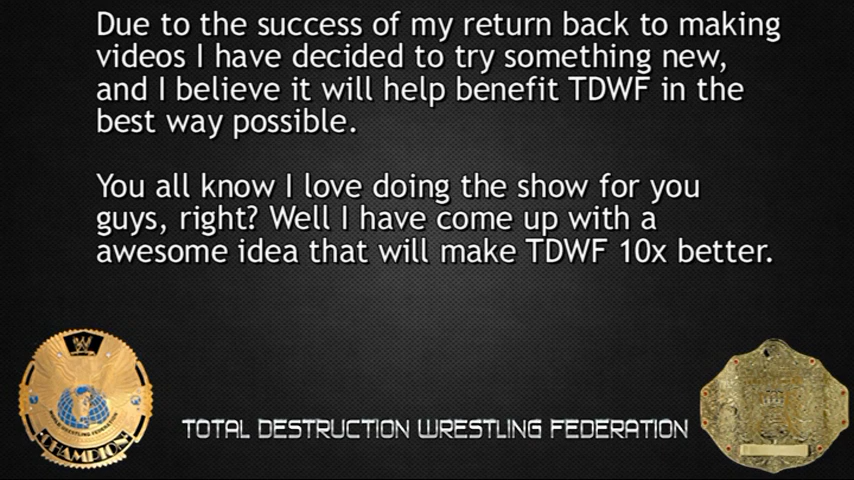 Due to the success of my return back to making
videos I have decided to try something new,
and I believe it will help benefit TDWF in the
best way possible.
You all know I love doing the show for you
guys, right? Well I have come up with a
awesome idea that will make TDWF 10x better.
TOTAL DESTRUCTION WRESTLING FEDERATION
CHAMPION